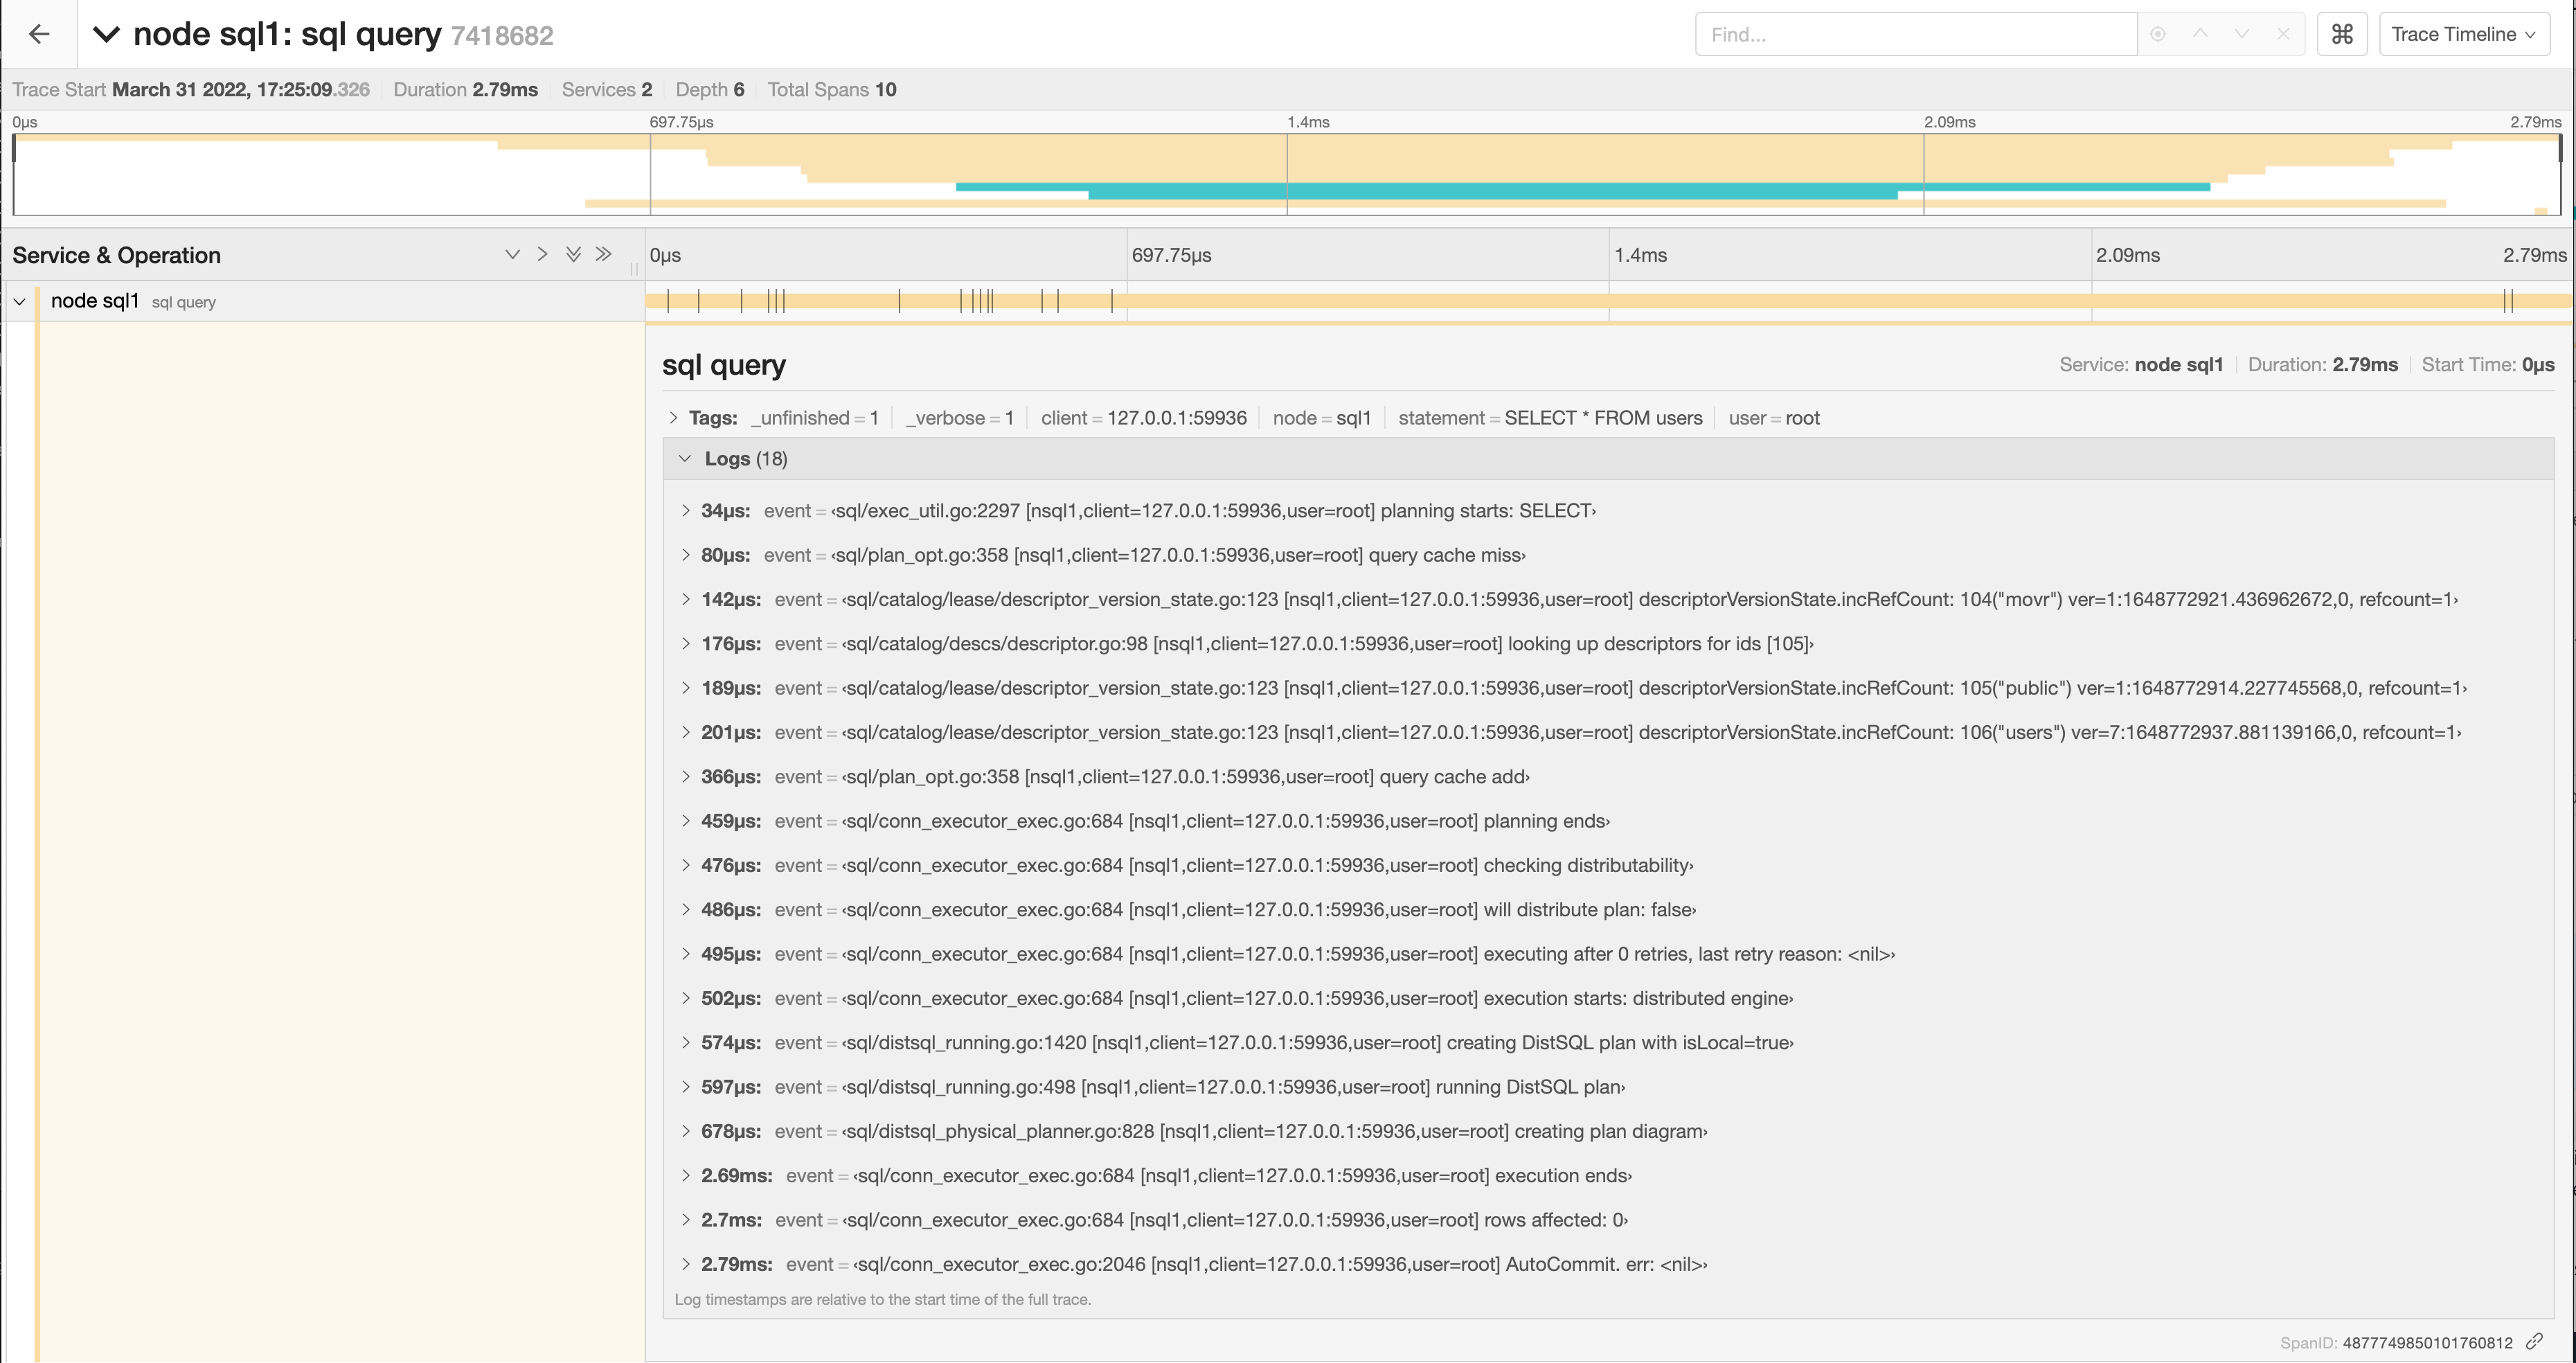 node sql1: sql query 7418682
Find...
Trace Timeline
Trace Start March 31 2022, 17:25:09.326 Duration 2.79ms Services 2 Depth 6 Total Spans 10
0μs 697.75μs 1.4ms 2.09ms 2.79ms
Service & Operation 0μs 697.75μs 1.4ms 2.09ms 2.79ms
node sql1 sql query
sql query Service: node sql1 Duration: 2.79ms Start Time: 0μs
Tags: _unfinished = 1 _verbose = 1 client = 127.0.0.1:59936 node = sql1 statement = SELECT * FROM users user = root
Logs (18)
34μs: event = ‹sql/exec_util.go:2297 [nsql1,client=127.0.0.1:59936,user=root] planning starts: SELECT›
80μs: event = ‹sql/plan_opt.go:358 [nsql1,client=127.0.0.1:59936,user=root] query cache miss›
142μs: event = ‹sql/catalog/lease/descriptor_version_state.go:123 [nsql1,client=127.0.0.1:59936,user=root] descriptorVersionState.incRefCount: 104("movr") ver=1:1648772921.436962672,0, refcount=1›
176μs: event = ‹sql/catalog/descs/descriptor.go:98 [nsql1,client=127.0.0.1:59936,user=root] looking up descriptors for ids [105]›
189μs: event = ‹sql/catalog/lease/descriptor_version_state.go:123 [nsql1,client=127.0.0.1:59936,user=root] descriptorVersionState.incRefCount: 105("public") ver=1:1648772914.227745568,0, refcount=1›
201μs: event = ‹sql/catalog/lease/descriptor_version_state.go:123 [nsql1,client=127.0.0.1:59936,user=root] descriptorVersionState.incRefCount: 106("users") ver=7:1648772937.881139166,0, refcount=1›
366μs: event = ‹sql/plan_opt.go:358 [nsql1,client=127.0.0.1:59936,user=root] query cache add›
459μs: event = ‹sql/conn_executor_exec.go:684 [nsql1,client=127.0.0.1:59936,user=root] planning ends›
476μs: event = ‹sql/conn_executor_exec.go:684 [nsql1,client=127.0.0.1:59936,user=root] checking distributability›
486μs: event = ‹sql/conn_executor_exec.go:684 [nsql1,client=127.0.0.1:59936,user=root] will distribute plan: false›
495μs: event = ‹sql/conn_executor_exec.go:684 [nsql1,client=127.0.0.1:59936,user=root] executing after 0 retries, last retry reason: <nil>›
502μs: event = ‹sql/conn_executor_exec.go:684 [nsql1,client=127.0.0.1:59936,user=root] execution starts: distributed engine›
574μs: event = ‹sql/distsql_running.go:1420 [nsql1,client=127.0.0.1:59936,user=root] creating DistSQL plan with isLocal=true›
597μs: event = ‹sql/distsql_running.go:498 [nsql1,client=127.0.0.1:59936,user=root] running DistSQL plan›
678μs: event = ‹sql/distsql_physical_planner.go:828 [nsql1,client=127.0.0.1:59936,user=root] creating plan diagram›
2.69ms: event = ‹sql/conn_executor_exec.go:684 [nsql1,client=127.0.0.1:59936,user=root] execution ends›
2.7ms: event = ‹sql/conn_executor_exec.go:684 [nsql1,client=127.0.0.1:59936,user=root] rows affected: 0›
2.79ms: event = ‹sql/conn_executor_exec.go:2046 [nsql1,client=127.0.0.1:59936,user=root] AutoCommit. err: <nil>›
Log timestamps are relative to the start time of the full trace.
SpanID: 4877749850101760812